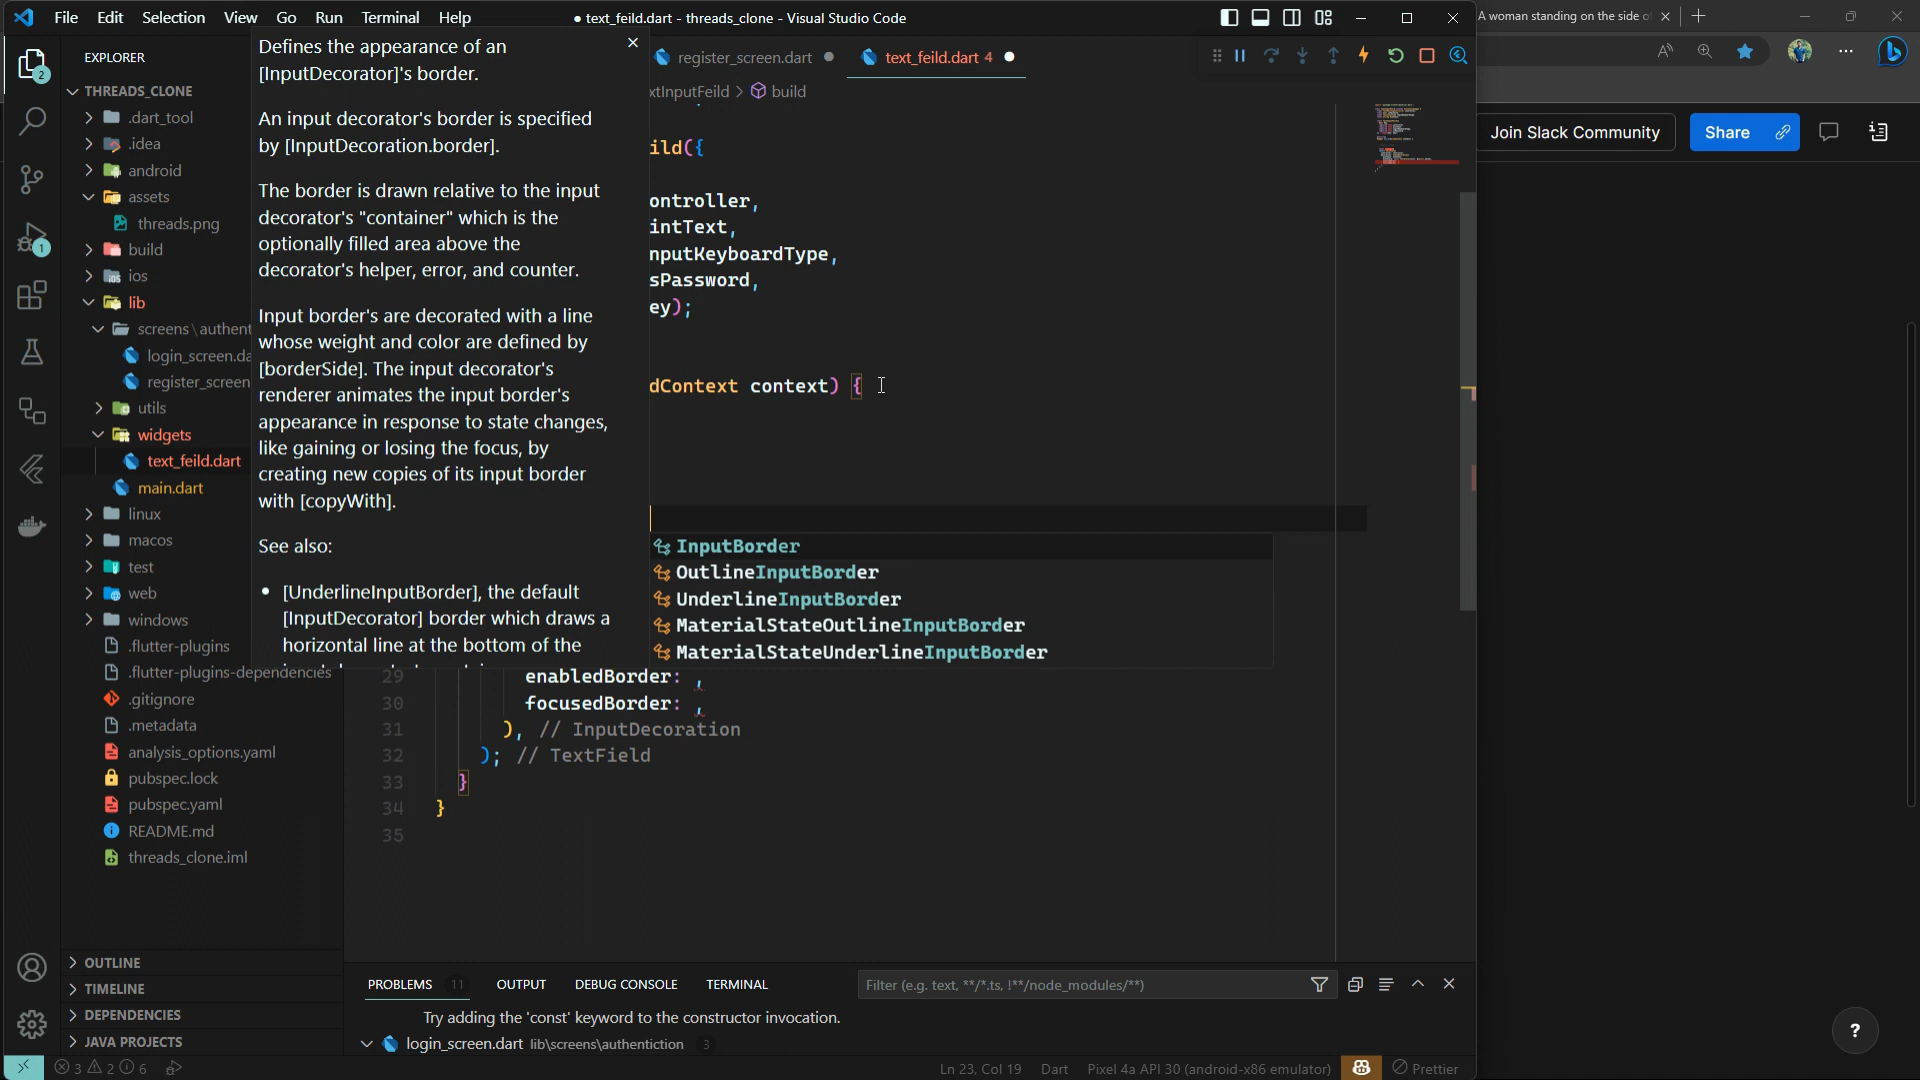 File Edit Selection View Go Run Terminal Help
● text_feild.dart - threads_clone - Visual Studio Code
A woman standing on the side o
EXPLORER
THREADS_CLONE
.dart_tool
.idea
android
assets
threads.png
build
ios
lib
screens\authent
login_screen.da
register_screen
utils
widgets
text_feild.dart
main.dart
linux
macos
test
web
windows
.flutter-plugins
.flutter-plugins-dependencies
.gitignore
.metadata
analysis_options.yaml
pubspec.lock
pubspec.yaml
README.md
threads_clone.iml
OUTLINE
TIMELINE
DEPENDENCIES
JAVA PROJECTS
2
1
Defines the appearance of an
[InputDecorator]'s border.
An input decorator's border is specified
by [InputDecoration.border].
The border is drawn relative to the input
decorator's "container" which is the
optionally filled area above the
decorator's helper, error, and counter.
Input border's are decorated with a line
whose weight and color are defined by
[borderSide]. The input decorator's
renderer animates the input border's
appearance in response to state changes,
like gaining or losing the focus, by
creating new copies of its input border
with [copyWith].
See also:
• [UnderlineInputBorder], the default
[InputDecorator] border which draws a
horizontal line at the bottom of the
register_screen.dart ●
text_feild.dart 4 ●
xtInputFeild > build
ild({
ontroller,
intText,
nputKeyboardType,
sPassword,
ey);
dContext context) {
InputBorder
OutlineInputBorder
UnderlineInputBorder
MaterialStateOutlineInputBorder
MaterialStateUnderlineInputBorder
29 enabledBorder: ,
30 focusedBorder: ,
31 ), // InputDecoration
32 ); // TextField
33 }
34 }
35
PROBLEMS 11 OUTPUT DEBUG CONSOLE TERMINAL
Filter (e.g. text, **/*.ts, !**/node_modules/**)
Try adding the 'const' keyword to the constructor invocation.
login_screen.dart lib\screens\authentiction 3
3 2 6
Ln 23, Col 19 Dart Pixel 4a API 30 (android-x86 emulator) Prettier
Join Slack Community
Share
?